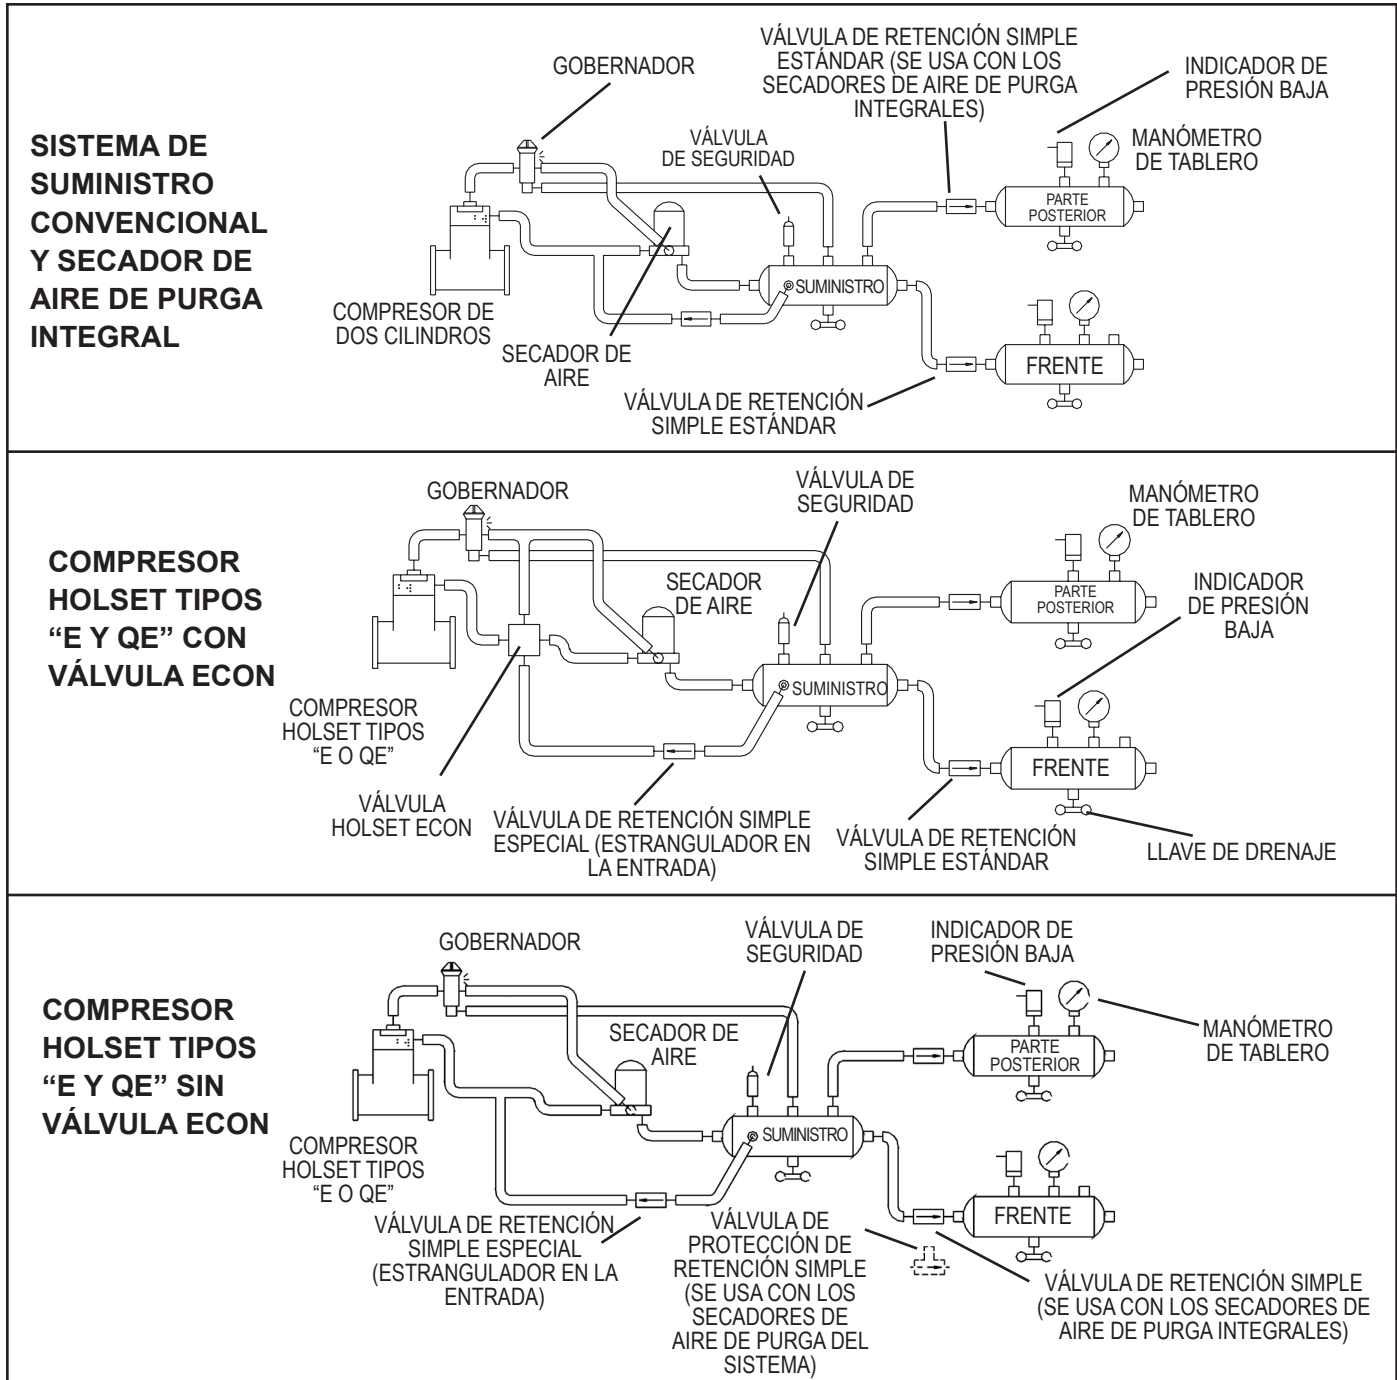 SISTEMA DE
SUMINISTRO
CONVENCIONAL
Y SECADOR DE
AIRE DE PURGA
INTEGRAL
GOBERNADOR
VÁLVULA DE RETENCIÓN SIMPLE
ESTÁNDAR (SE USA CON LOS
SECADORES DE AIRE DE PURGA
INTEGRALES)
INDICADOR DE
PRESIÓN BAJA
VÁLVULA
DE SEGURIDAD
MANÓMETRO
DE TABLERO
PARTE
POSTERIOR
SUMINISTRO
COMPRESOR DE
DOS CILINDROS
SECADOR DE
AIRE
FRENTE
VÁLVULA DE RETENCIÓN
SIMPLE ESTÁNDAR
COMPRESOR
HOLSET TIPOS
“E Y QE” CON
VÁLVULA ECON
GOBERNADOR
VÁLVULA DE
SEGURIDAD
MANÓMETRO
DE TABLERO
SECADOR
DE AIRE
INDICADOR
DE PRESIÓN
BAJA
PARTE
POSTERIOR
SUMINISTRO
COMPRESOR
HOLSET TIPOS
“E O QE”
FRENTE
VÁLVULA
HOLSET ECON
VÁLVULA DE RETENCIÓN SIMPLE
ESPECIAL (ESTRANGULADOR EN
LA ENTRADA)
VÁLVULA DE RETENCIÓN
SIMPLE ESTÁNDAR
LLAVE DE DRENAJE
COMPRESOR
HOLSET TIPOS
“E Y QE” SIN
VÁLVULA ECON
GOBERNADOR
VÁLVULA DE
SEGURIDAD
INDICADOR DE
PRESIÓN BAJA
SECADOR DE
AIRE
MANÓMETRO
DE TABLERO
PARTE
POSTERIOR
SUMINISTRO
COMPRESOR
HOLSET TIPOS
“E O QE”
FRENTE
VÁLVULA DE RETENCIÓN
SIMPLE ESPECIAL
(ESTRANGULADOR EN LA
ENTRADA)
VÁLVULA DE
PROTECCIÓN DE
RETENCIÓN SIMPLE
(SE USA CON LOS
SECADORES DE
AIRE DE PURGA DEL
SISTEMA)
VÁLVULA DE RETENCIÓN SIMPLE
(SE USA CON LOS SECADORES DE
AIRE DE PURGA INTEGRALES)